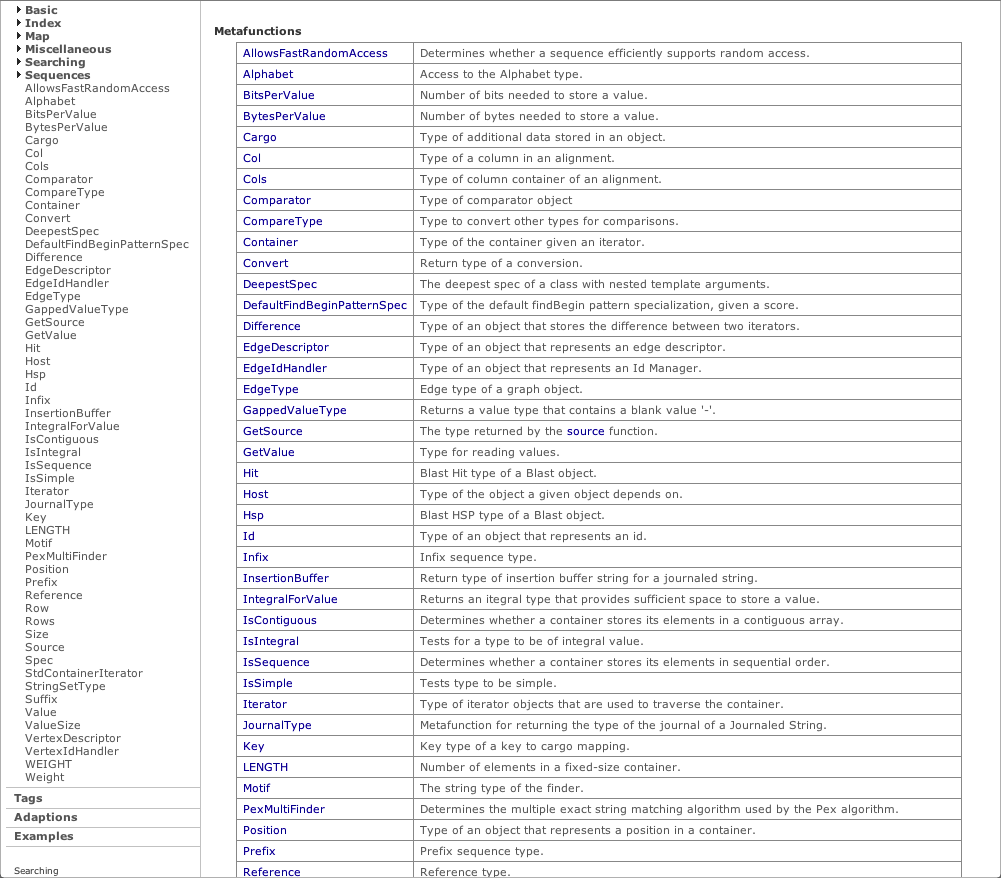 Basic
Index
Map
Miscellaneous
Searching
Sequences
AllowsFastRandomAccess
Alphabet
BitsPerValue
BytesPerValue
Cargo
Col
Cols
Comparator
CompareType
Container
Convert
DeepestSpec
DefaultFindBeginPatternSpec
Difference
EdgeDescriptor
EdgeIdHandler
EdgeType
GappedValueType
GetSource
GetValue
Hit
Host
Hsp
Id
Infix
InsertionBuffer
IntegralForValue
IsContiguous
IsIntegral
IsSequence
IsSimple
Iterator
JournalType
Key
LENGTH
Motif
PexMultiFinder
Position
Prefix
Reference
Row
Rows
Size
Source
Spec
StdContainerIterator
StringSetType
Suffix
Value
ValueSize
VertexDescriptor
VertexIdHandler
WEIGHT
Weight
Tags
Adaptions
Examples
Searching
Metafunctions
AllowsFastRandomAccess Determines whether a sequence efficiently supports random access.
Alphabet Access to the Alphabet type.
BitsPerValue Number of bits needed to store a value.
BytesPerValue Number of bytes needed to store a value.
Cargo Type of additional data stored in an object.
Col Type of a column in an alignment.
Cols Type of column container of an alignment.
Comparator Type of comparator object
CompareType Type to convert other types for comparisons.
Container Type of the container given an iterator.
Convert Return type of a conversion.
DeepestSpec The deepest spec of a class with nested template arguments.
DefaultFindBeginPatternSpec Type of the default findBegin pattern specialization, given a score.
Difference Type of an object that stores the difference between two iterators.
EdgeDescriptor Type of an object that represents an edge descriptor.
EdgeIdHandler Type of an object that represents an Id Manager.
EdgeType Edge type of a graph object.
GappedValueType Returns a value type that contains a blank value '-'.
GetSource The type returned by the source function.
GetValue Type for reading values.
Hit Blast Hit type of a Blast object.
Host Type of the object a given object depends on.
Hsp Blast HSP type of a Blast object.
Id Type of an object that represents an id.
Infix Infix sequence type.
InsertionBuffer Return type of insertion buffer string for a journaled string.
IntegralForValue Returns an itegral type that provides sufficient space to store a value.
IsContiguous Determines whether a container stores its elements in a contiguous array.
IsIntegral Tests for a type to be of integral value.
IsSequence Determines whether a container stores its elements in sequential order.
IsSimple Tests type to be simple.
Iterator Type of iterator objects that are used to traverse the container.
JournalType Metafunction for returning the type of the journal of a Journaled String.
Key Key type of a key to cargo mapping.
LENGTH Number of elements in a fixed-size container.
Motif The string type of the finder.
PexMultiFinder Determines the multiple exact string matching algorithm used by the Pex algorithm.
Position Type of an object that represents a position in a container.
Prefix Prefix sequence type.
Reference Reference type.